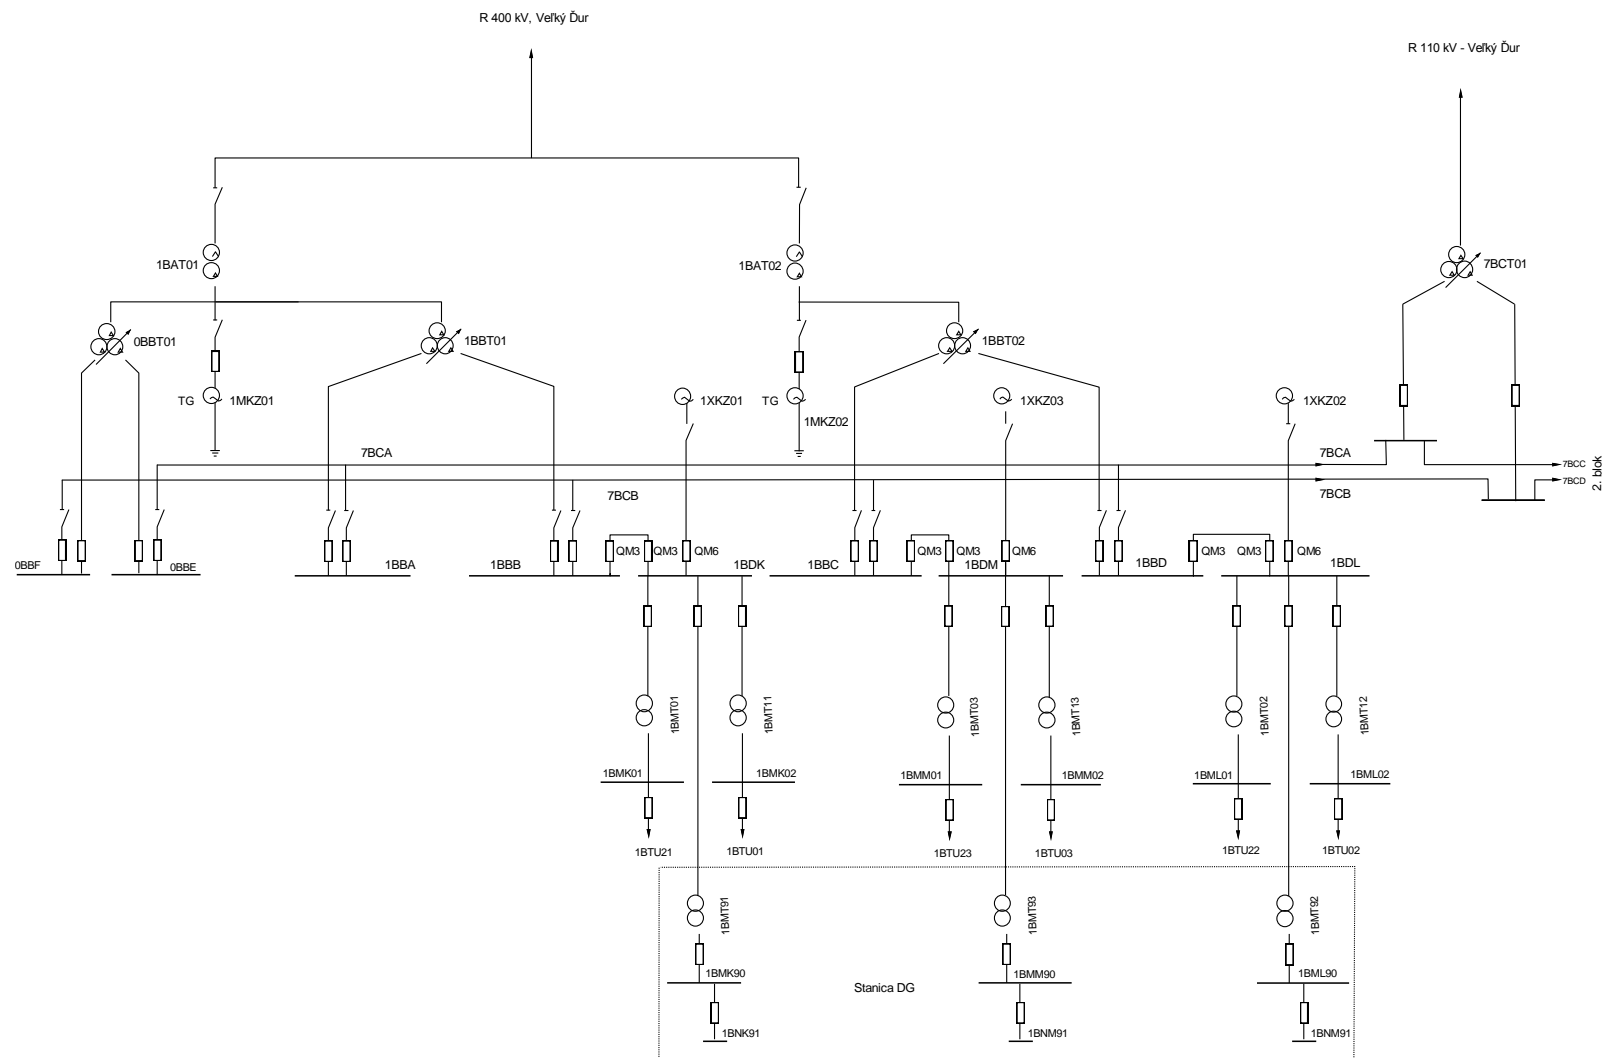 R 400 kV, Veľký Ďur
R 110 kV - Veľký Ďur
1BAT01
1BAT02
7BCT01
0BBT01
1BBT01
1BBT02
TG
1MKZ01
1XKZ01
TG
1MKZ02
1XKZ03
1XKZ02
7BCA
7BCA
7BCC
7BCB
7BCB
7BCD
2. blok
QM3
QM3
QM6
QM3
QM3
QM6
QM3
QM3
QM6
0BBF
0BBE
1BBA
1BBB
1BDK
1BBC
1BDM
1BBD
1BDL
1BMT01
1BMT11
1BMT03
1BMT13
1BMT02
1BMT12
1BMK01
1BMK02
1BMM01
1BMM02
1BML01
1BML02
1BTU21
1BTU01
1BTU23
1BTU03
1BTU22
1BTU02
1BMT91
1BMT93
1BMT92
1BMK90
1BMM90
1BML90
Stanica DG
1BNK91
1BNM91
1BNM91